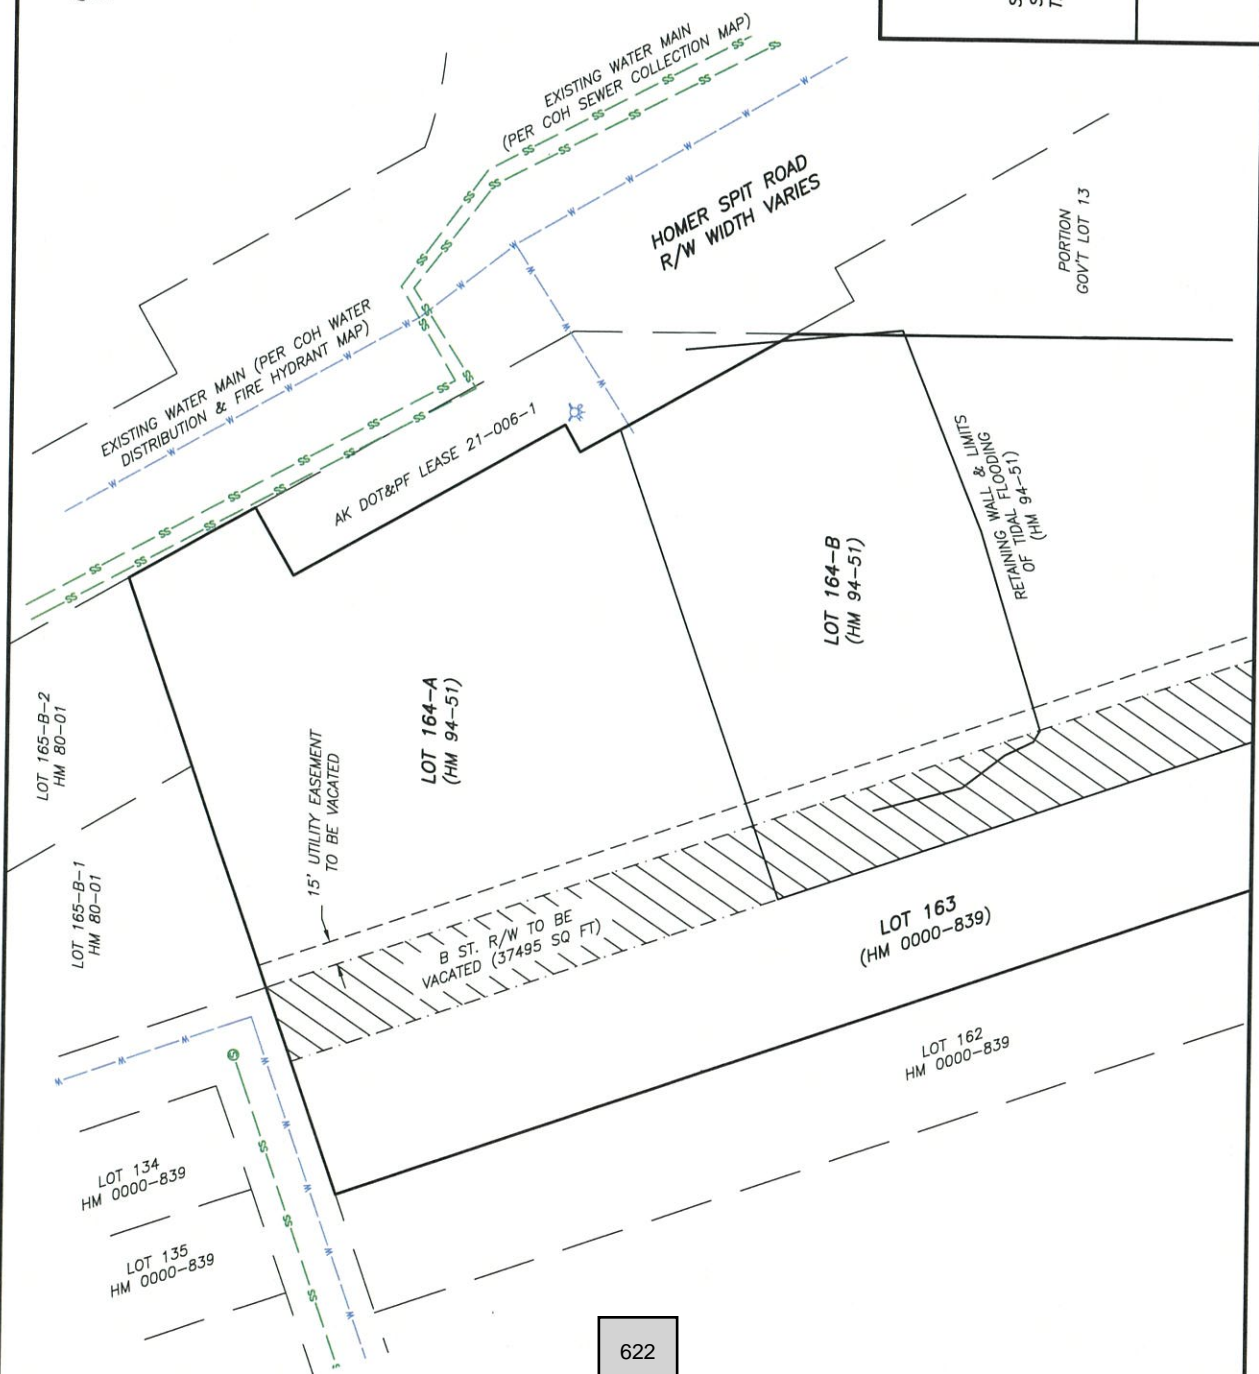 EXISTING WATER MAIN
(PER COH SEWER COLLECTION MAP)
HOMER SPIT ROAD
R/W WIDTH VARIES
PORTION
GOV'T LOT 13
EXISTING WATER MAIN (PER COH WATER
DISTRIBUTION & FIRE HYDRANT MAP)
AK DOT&PF LEASE 21-006-1
RETAINING WALL & LIMITS
OF TIDAL FLOODING
(HM 94-51)
LOT 164-B
(HM 94-51)
LOT 164-A
(HM 94-51)
LOT 165-B-2
HM 80-01
15' UTILITY EASEMENT
TO BE VACATED
LOT 165-B-1
HM 80-01
B ST. R/W TO BE
VACATED (37495 SQ FT)
LOT 163
(HM 0000-839)
LOT 162
HM 0000-839
LOT 134
HM 0000-839
LOT 135
HM 0000-839
622